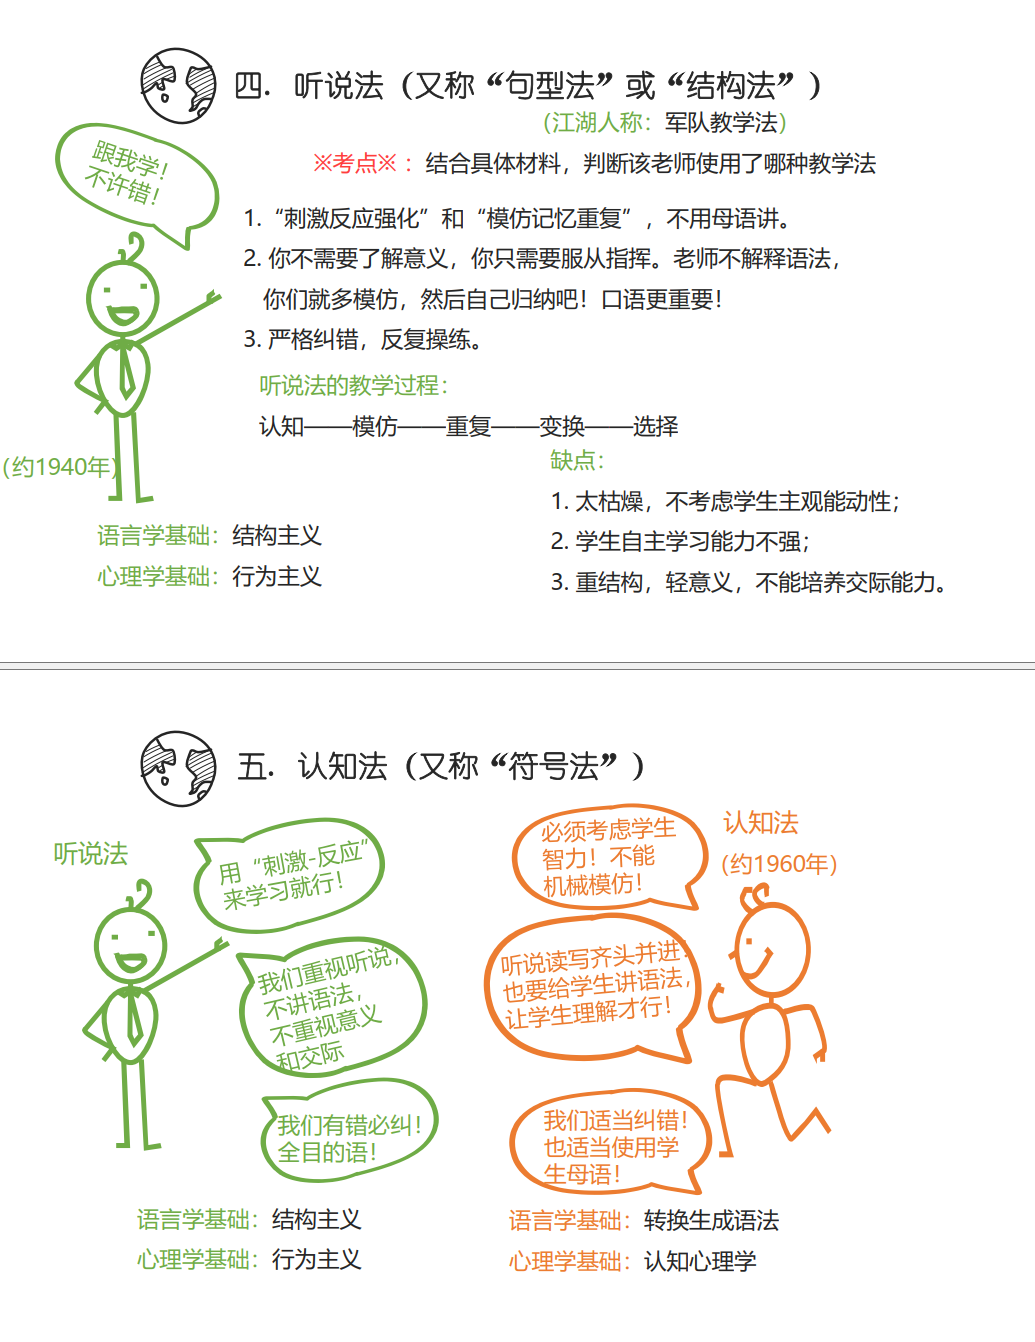 四. 听说法（又称“句型法”或“结构法”）
（江湖人称：军队教学法）
※考点※ ：结合具体材料，判断该老师使用了哪种教学法
跟我学！
不许错！
1.“刺激反应强化”和“模仿记忆重复”，不用母语讲。
2. 你不需要了解意义，你只需要服从指挥。老师不解释语法，
你们就多模仿，然后自己归纳吧！口语更重要！
3. 严格纠错，反复操练。
听说法的教学过程：
认知——模仿——重复——变换——选择
（约1940年）
语言学基础：结构主义
心理学基础：行为主义
缺点：
1. 太枯燥，不考虑学生主观能动性；
2. 学生自主学习能力不强；
3. 重结构，轻意义，不能培养交际能力。
五. 认知法（又称“符号法”）
听说法
用“刺激-反应”
来学习就行！
我们重视听说，
不讲语法，
不重视意义
和交际
我们有错必纠！
全目的语！
语言学基础：结构主义
心理学基础：行为主义
认知法
（约1960年）
必须考虑学生
智力！不能
机械模仿！
听说读写齐头并进！
也要给学生讲语法，
让学生理解才行！
我们适当纠错！
也适当使用学
生母语！
语言学基础：转换生成语法
心理学基础：认知心理学